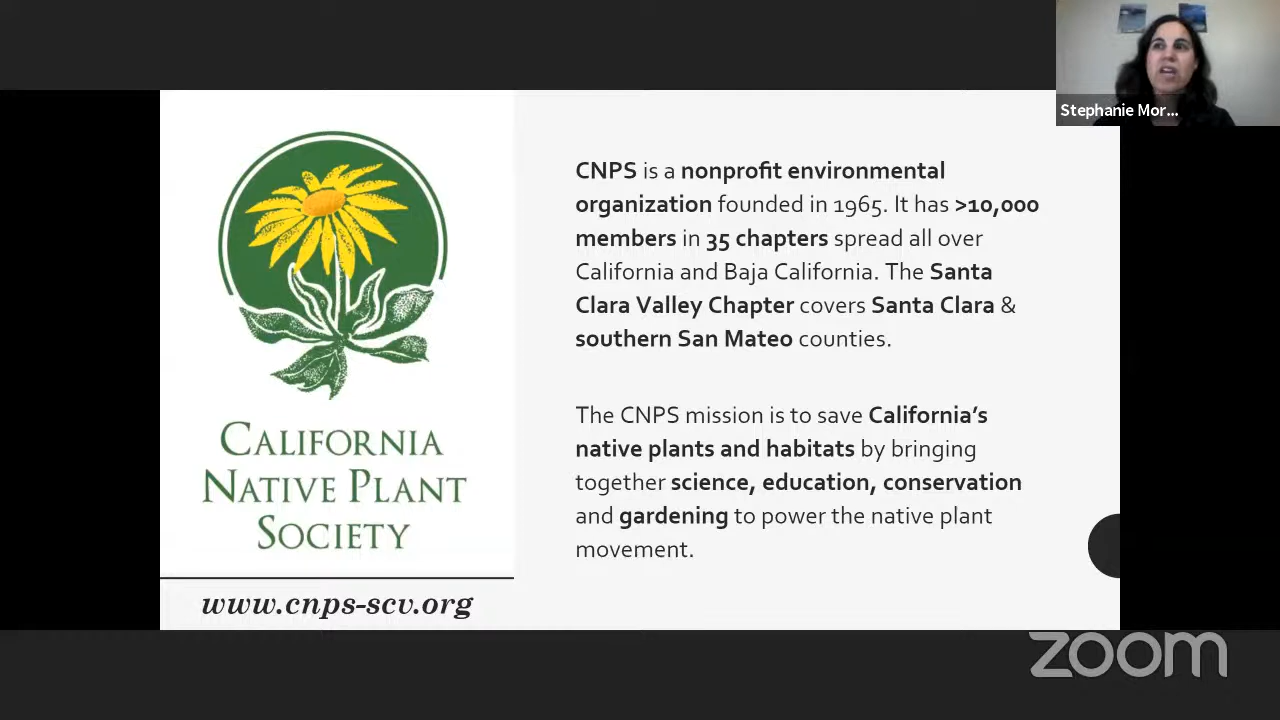 Stephanie Mor...
CALIFORNIA
NATIVE PLANT
SOCIETY
www.cnps-scv.org
CNPS is a nonprofit environmental
organization founded in 1965. It has >10,000
members in 35 chapters spread all over
California and Baja California. The Santa
Clara Valley Chapter covers Santa Clara &
southern San Mateo counties.
The CNPS mission is to save California's
native plants and habitats by bringing
together science, education, conservation
and gardening to power the native plant
movement.
zoom